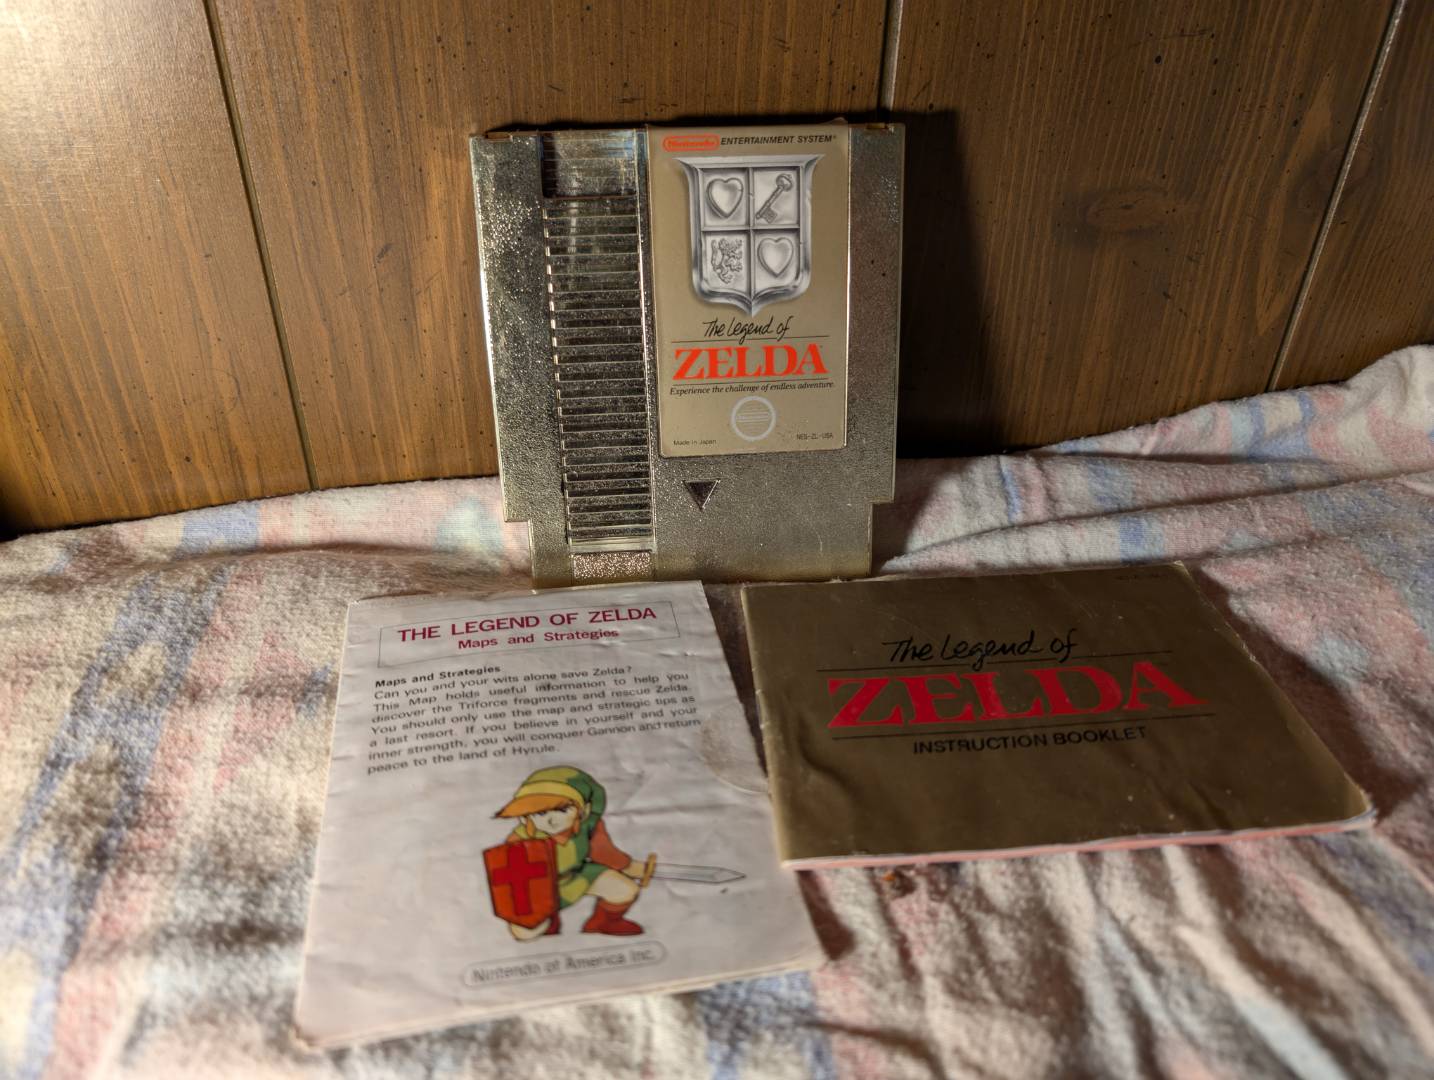 Nintendo ENTERTAINMENT SYSTEM®
The Legend of
ZELDA
Experience the challenge of endless adventure.
Made in Japan
NES-ZL-USA
THE LEGEND OF ZELDA
Maps and Strategies
Maps and Strategies
Can you and your wits alone save Zelda?
This Map holds useful information to help you
discover the Triforce fragments and rescue Zelda.
You should only use the map and strategic tips as
a last resort. If you believe in yourself and your
inner strength, you will conquer Gannon and return
peace to the land of Hyrule.
Nintendo of America Inc.
The Legend of
ZELDA
INSTRUCTION BOOKLET